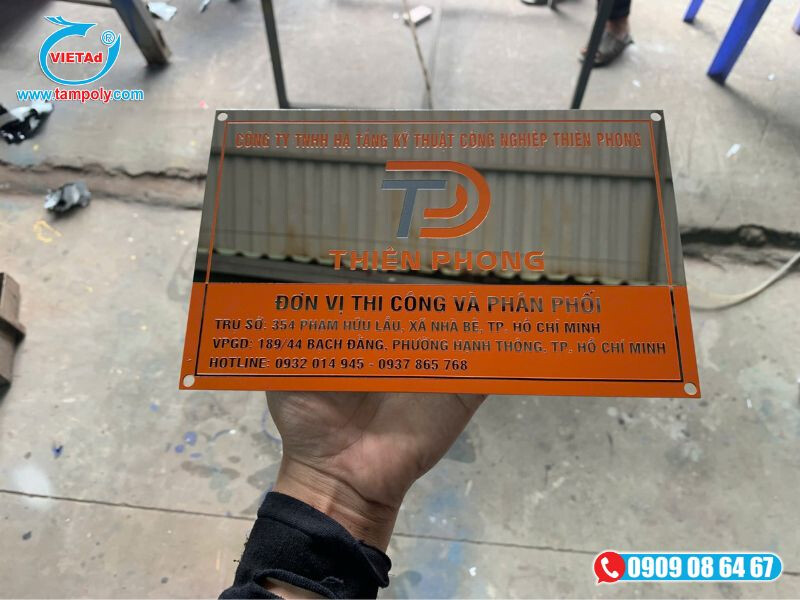 VIETAd
®
www.tampoly.com
CÔNG TY TNHH HẠ TẦNG KỸ THUẬT CÔNG NGHIỆP THIÊN PHONG
THIÊN PHONG
ĐƠN VỊ THI CÔNG VÀ PHÂN PHỐI
TRỤ SỞ: 354 PHẠM HỮU LẦU, XÃ NHÀ BÈ, TP. HỒ CHÍ MINH
VPGD: 189/44 BẠCH ĐẰNG, PHƯỜNG HẠNH THÔNG, TP. HỒ CHÍ MINH
HOTLINE: 0932 014 945 - 0937 865 768
0909 08 64 67